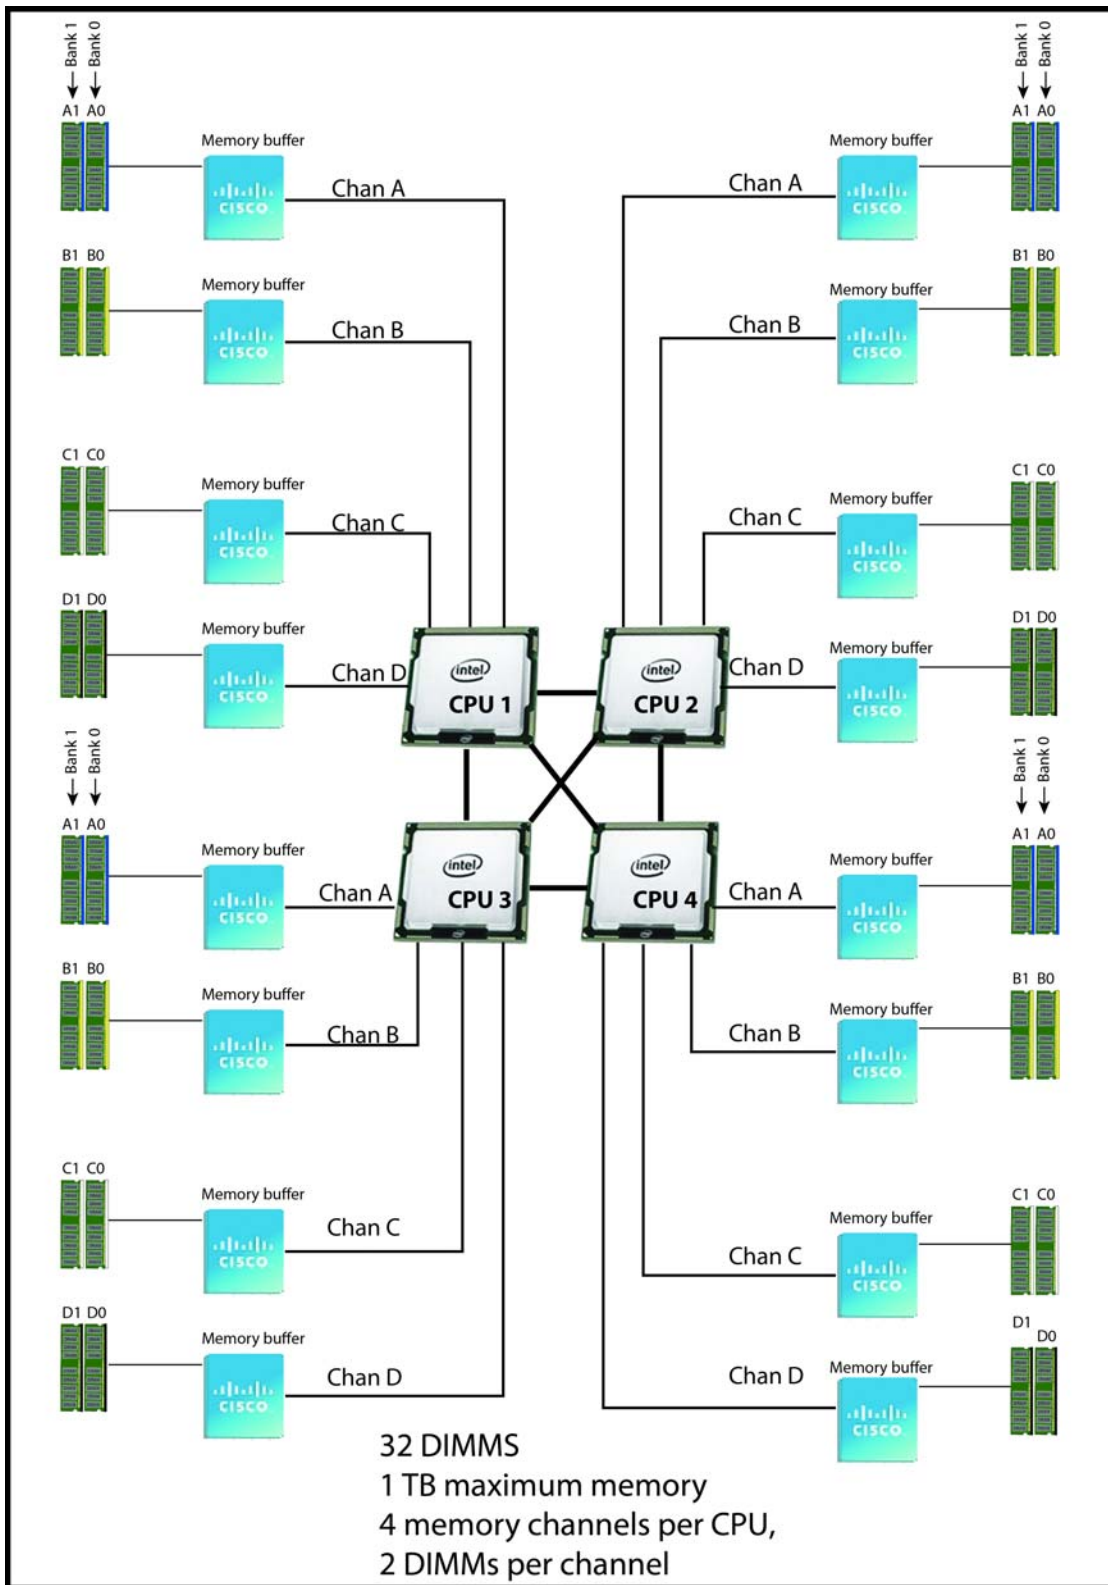 Bank 1
Bank 0
Bank 1
Bank 0
A1 A0
A1 A0
Memory buffer
Memory buffer
CISCO
Chan A
Chan A
CISCO
B1 B0
B1 B0
Memory buffer
Memory buffer
CISCO
Chan B
Chan B
CISCO
C1 C0
C1 C0
Memory buffer
Memory buffer
CISCO
Chan C
Chan C
CISCO
D1 D0
D1 D0
Memory buffer
Memory buffer
CISCO
Chan D
intel
CPU 1
intel
CPU 2
Chan D
CISCO
Bank 1
Bank 0
Bank 1
Bank 0
A1 A0
A1 A0
Memory buffer
Memory buffer
CISCO
Chan A
intel
CPU 3
intel
CPU 4
Chan A
CISCO
B1 B0
B1 B0
Memory buffer
Memory buffer
CISCO
Chan B
Chan B
CISCO
C1 C0
C1 C0
Memory buffer
Memory buffer
CISCO
Chan C
Chan C
CISCO
D1 D0
D1
D0
Memory buffer
Memory buffer
CISCO
Chan D
Chan D
CISCO
32 DIMMS
1 TB maximum memory
4 memory channels per CPU,
2 DIMMs per channel